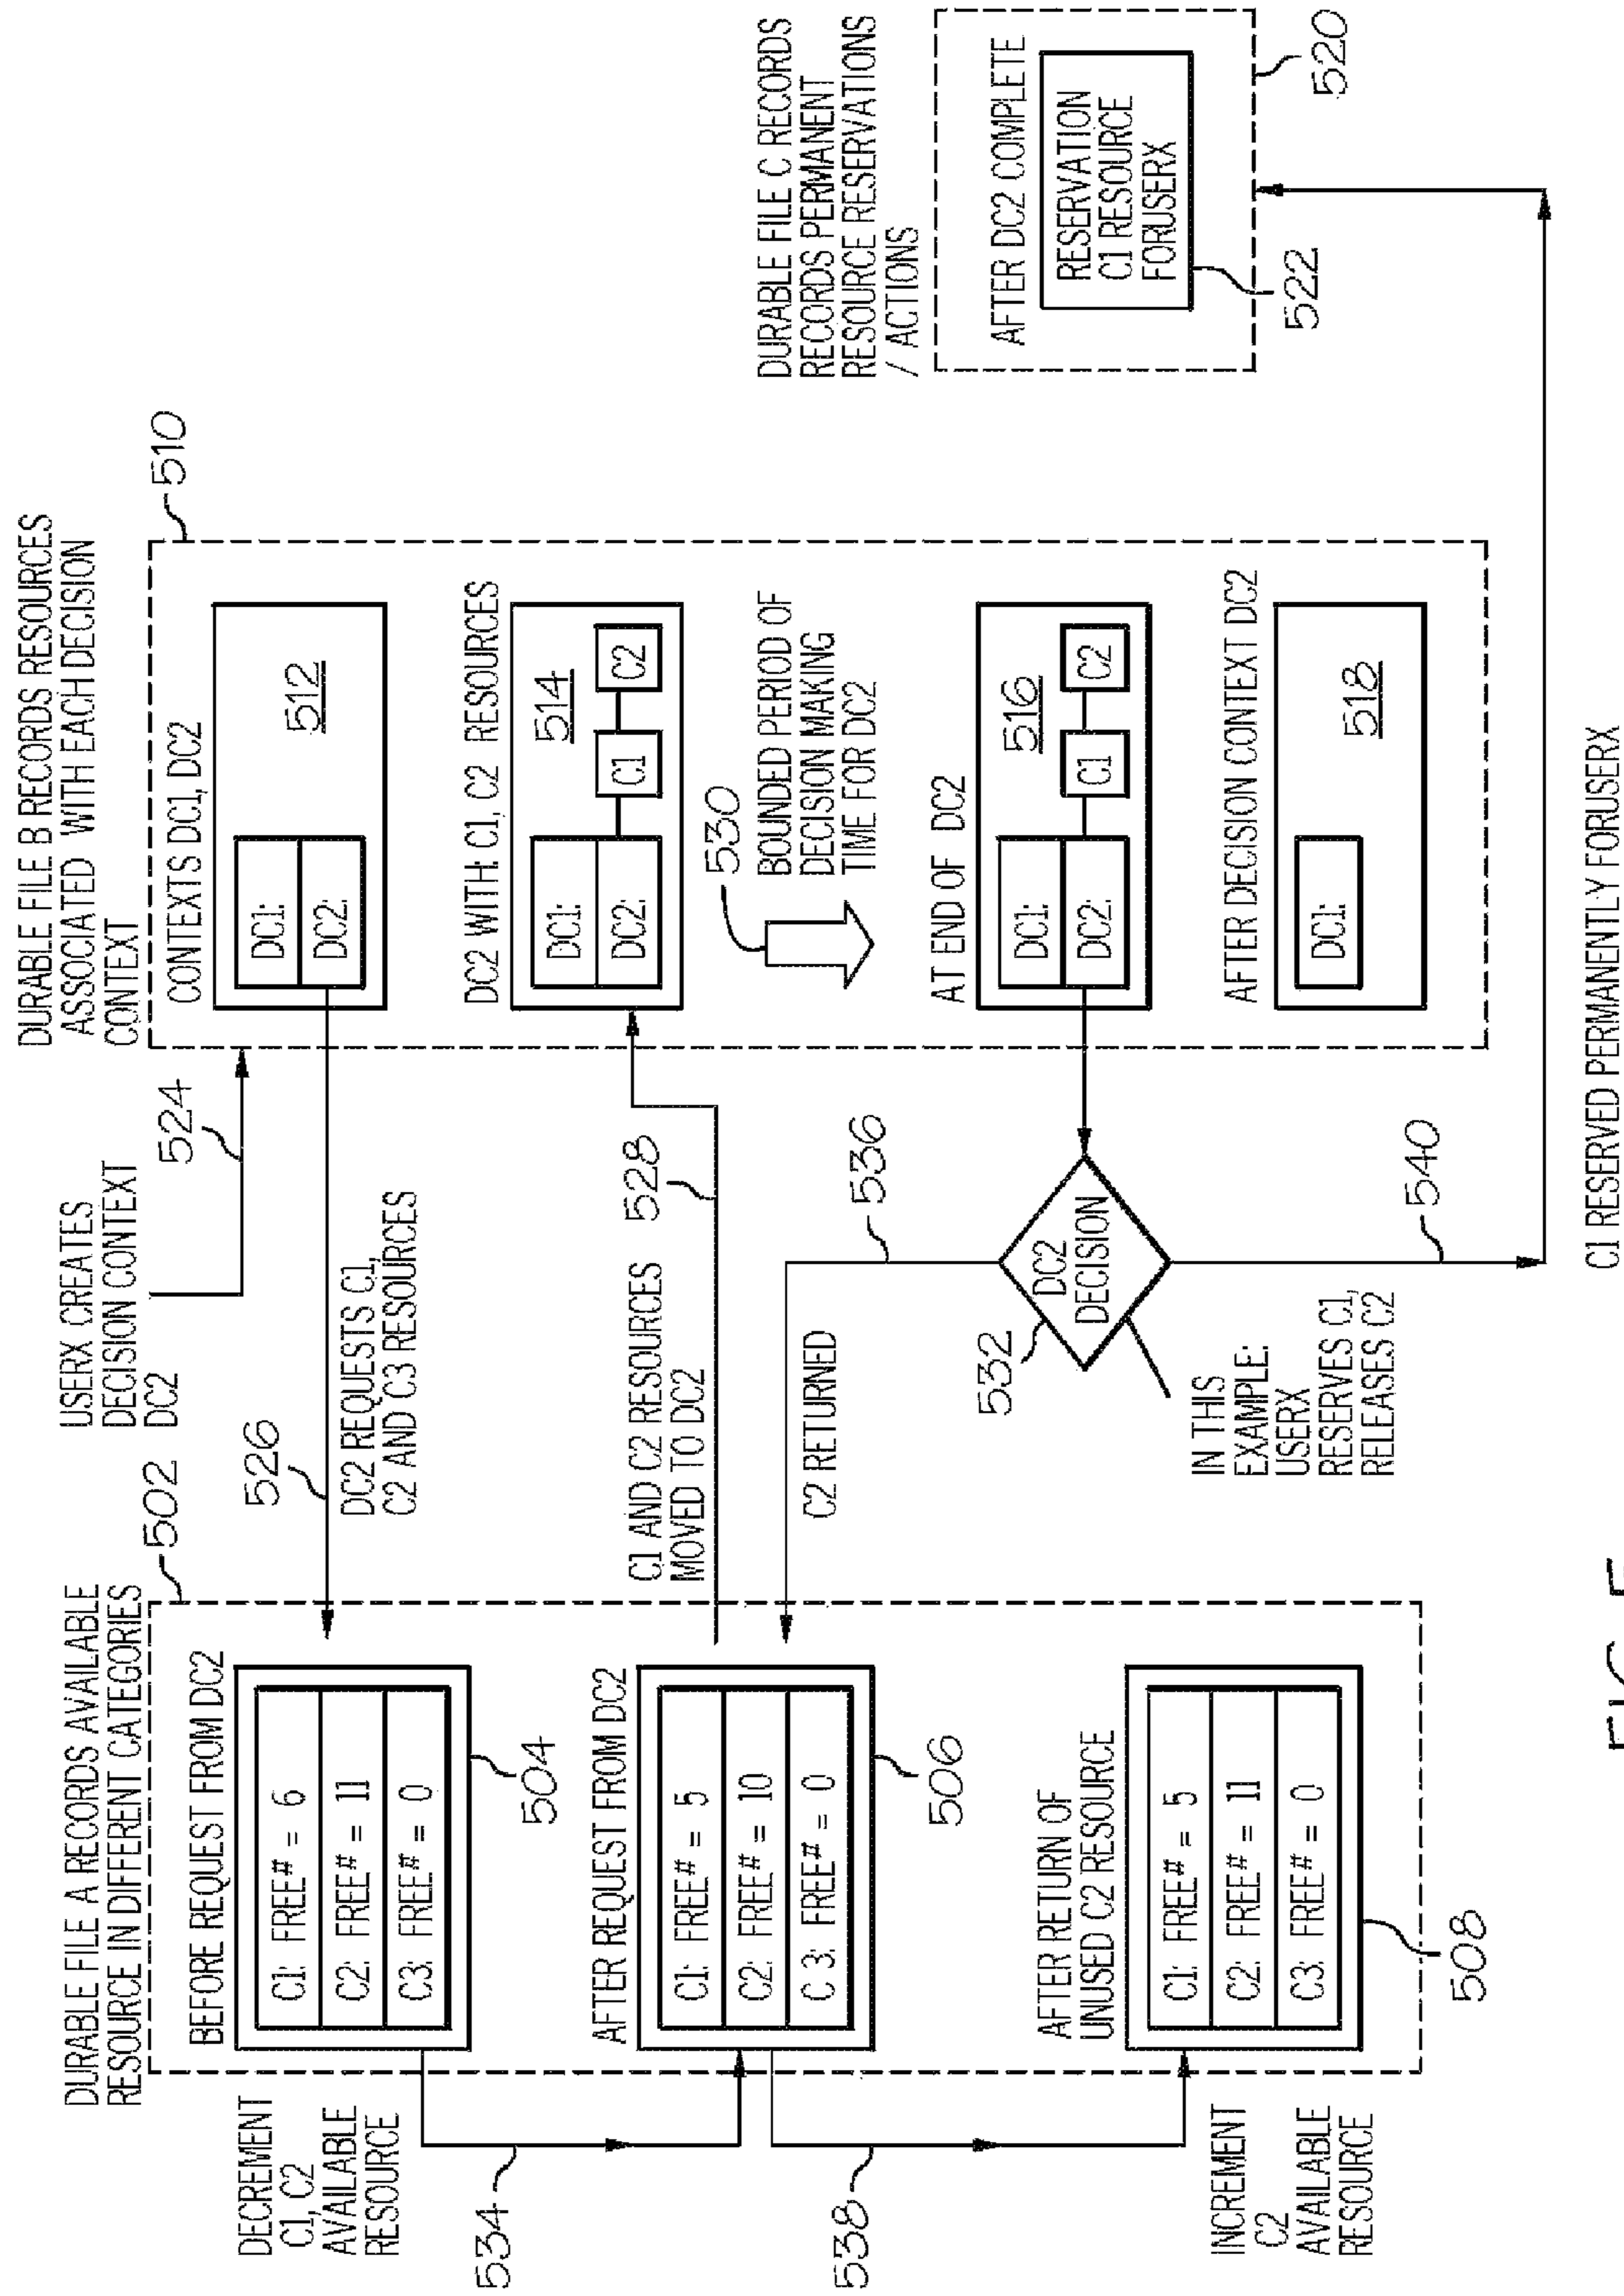 DURABLE FILE A RECORDS AVAILABLE
RESOURCE IN DIFFERENT CATEGORIES
502
BEFORE REQUEST FROM DC2
C1: FREE# = 6
C2: FREE# = 11
C3: FREE# = 0
504
DECREMENT
C1, C2
AVAILABLE
RESOURCE
534
AFTER REQUEST FROM DC2
C1: FREE# = 5
C2: FREE# = 10
C 3: FREE# = 0
506
538
INCREMENT
C2
AVAILABLE
RESOURCE
AFTER RETURN OF
UNUSED C2 RESOURCE
C1: FREE# = 5
C2: FREE# = 11
C3: FREE# = 0
508
USERX CREATES
DECISION CONTEXT
DC2
524
526
DC2 REQUESTS C1,
C2 AND C3 RESOURCES
C1 AND C2 RESOURCES
MOVED TO DC2
528
C2 RETURNED
536
532
DC2
DECISION
IN THIS
EXAMPLE:
USERX
RESERVES C1,
RELEASES C2
540
DURABLE FILE B RECORDS RESOURCES
ASSOCIATED WITH EACH DECISION
CONTEXT
510
CONTEXTS DC1, DC2
DC1:
DC2:
512
DC2 WITH: C1, C2 RESOURCES
DC1:
DC2:
514
C1
C2
530
BOUNDED PERIOD OF
DECISION MAKING
TIME FOR DC2
AT END OF DC2
DC1:
DC2:
516
C1
C2
AFTER DECISION CONTEXT DC2
DC1:
518
DURABLE FILE C RECORDS
RECORDS PERMANENT
RESOURCE RESERVATIONS
/ ACTIONS
AFTER DC2 COMPLETE
RESERVATION
C1 RESOURCE
FORUSERX
522
520
C1 RESERVED PERMANENTLY FORUSERX